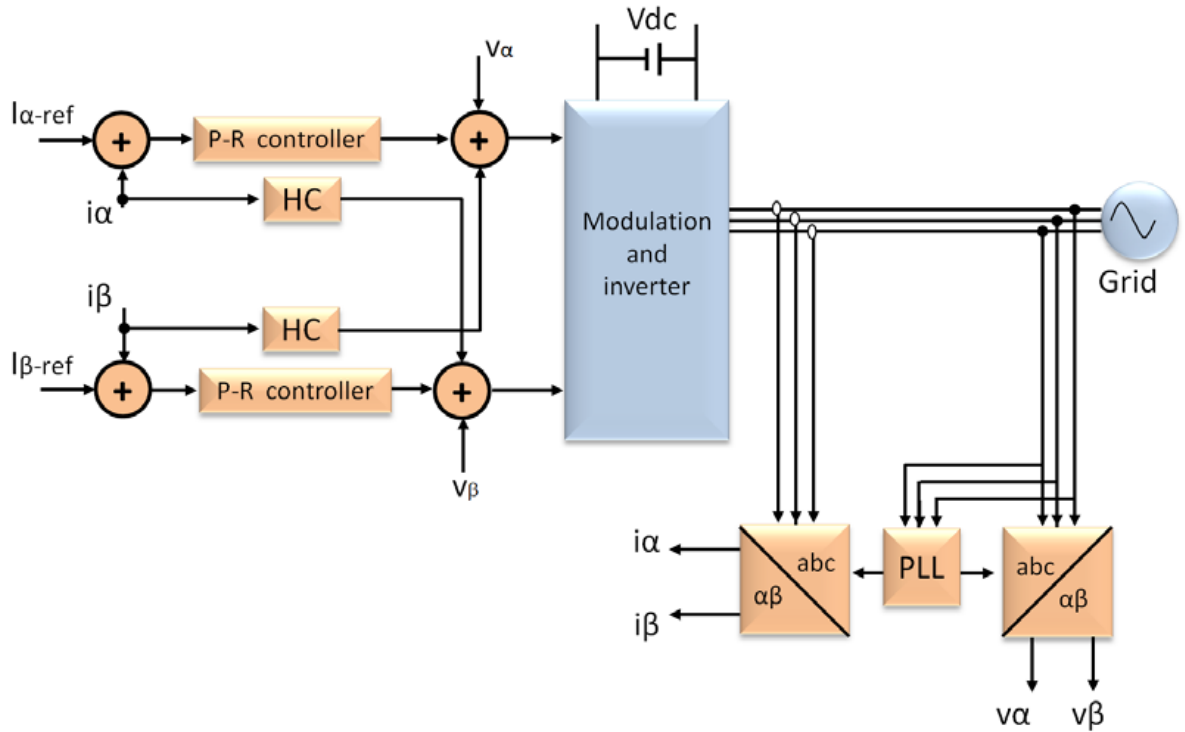 Vdc
vα
Iα-ref
+
P-R controller
+
iα
HC
Modulation
and
inverter
Grid
iβ
HC
Iβ-ref
+
P-R controller
+
vβ
iα
abc
αβ
iβ
PLL
abc
αβ
vα
vβ